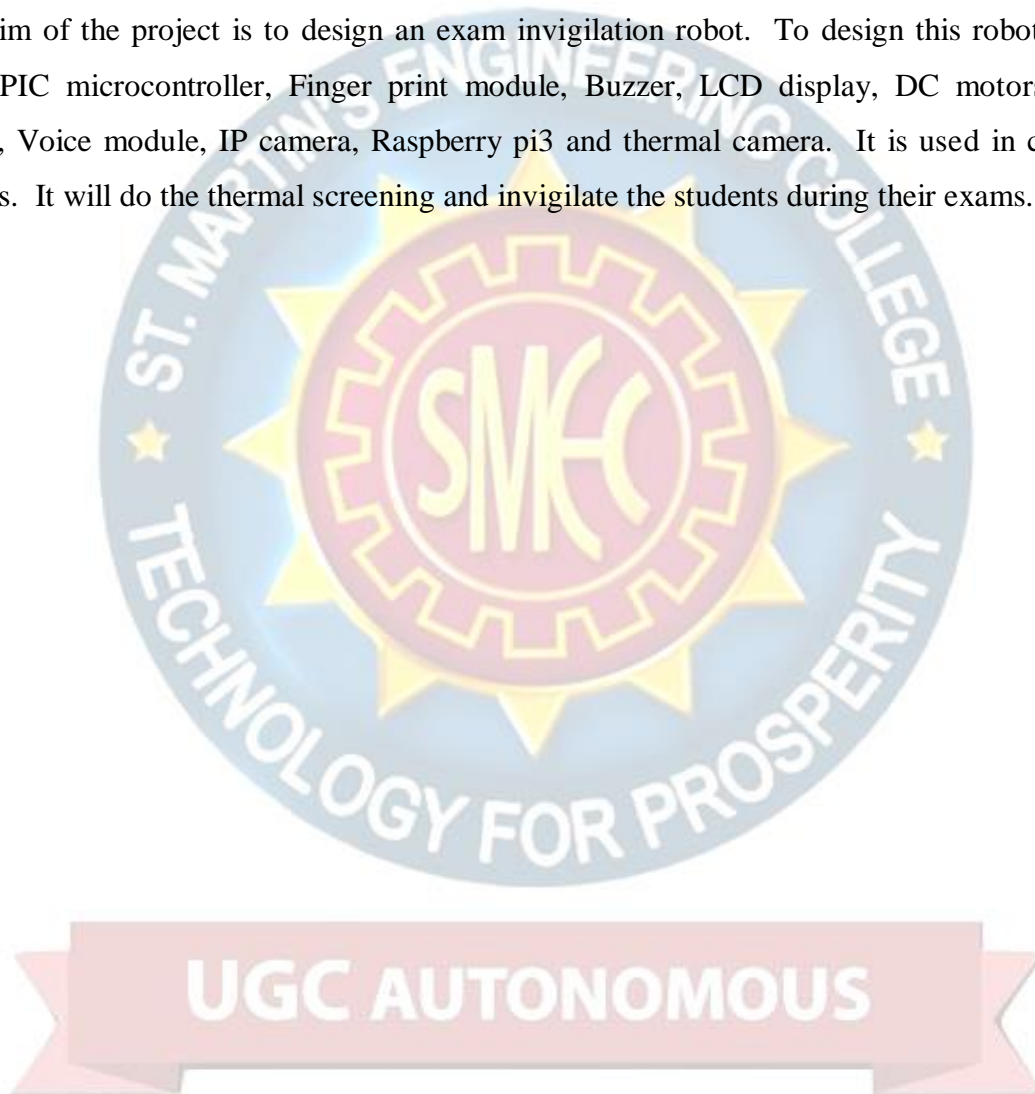 im of the project is to design an exam invigilation robot. To design this robot
PIC microcontroller, Finger print module, Buzzer, LCD display, DC motors
, Voice module, IP camera, Raspberry pi3 and thermal camera. It is used in c
s. It will do the thermal screening and invigilate the students during their exams.
ST. MARTIN'S ENGINEERING COLLEGE
SMEC
TECHNOLOGY FOR PROSPERITY
UGC AUTONOMOUS